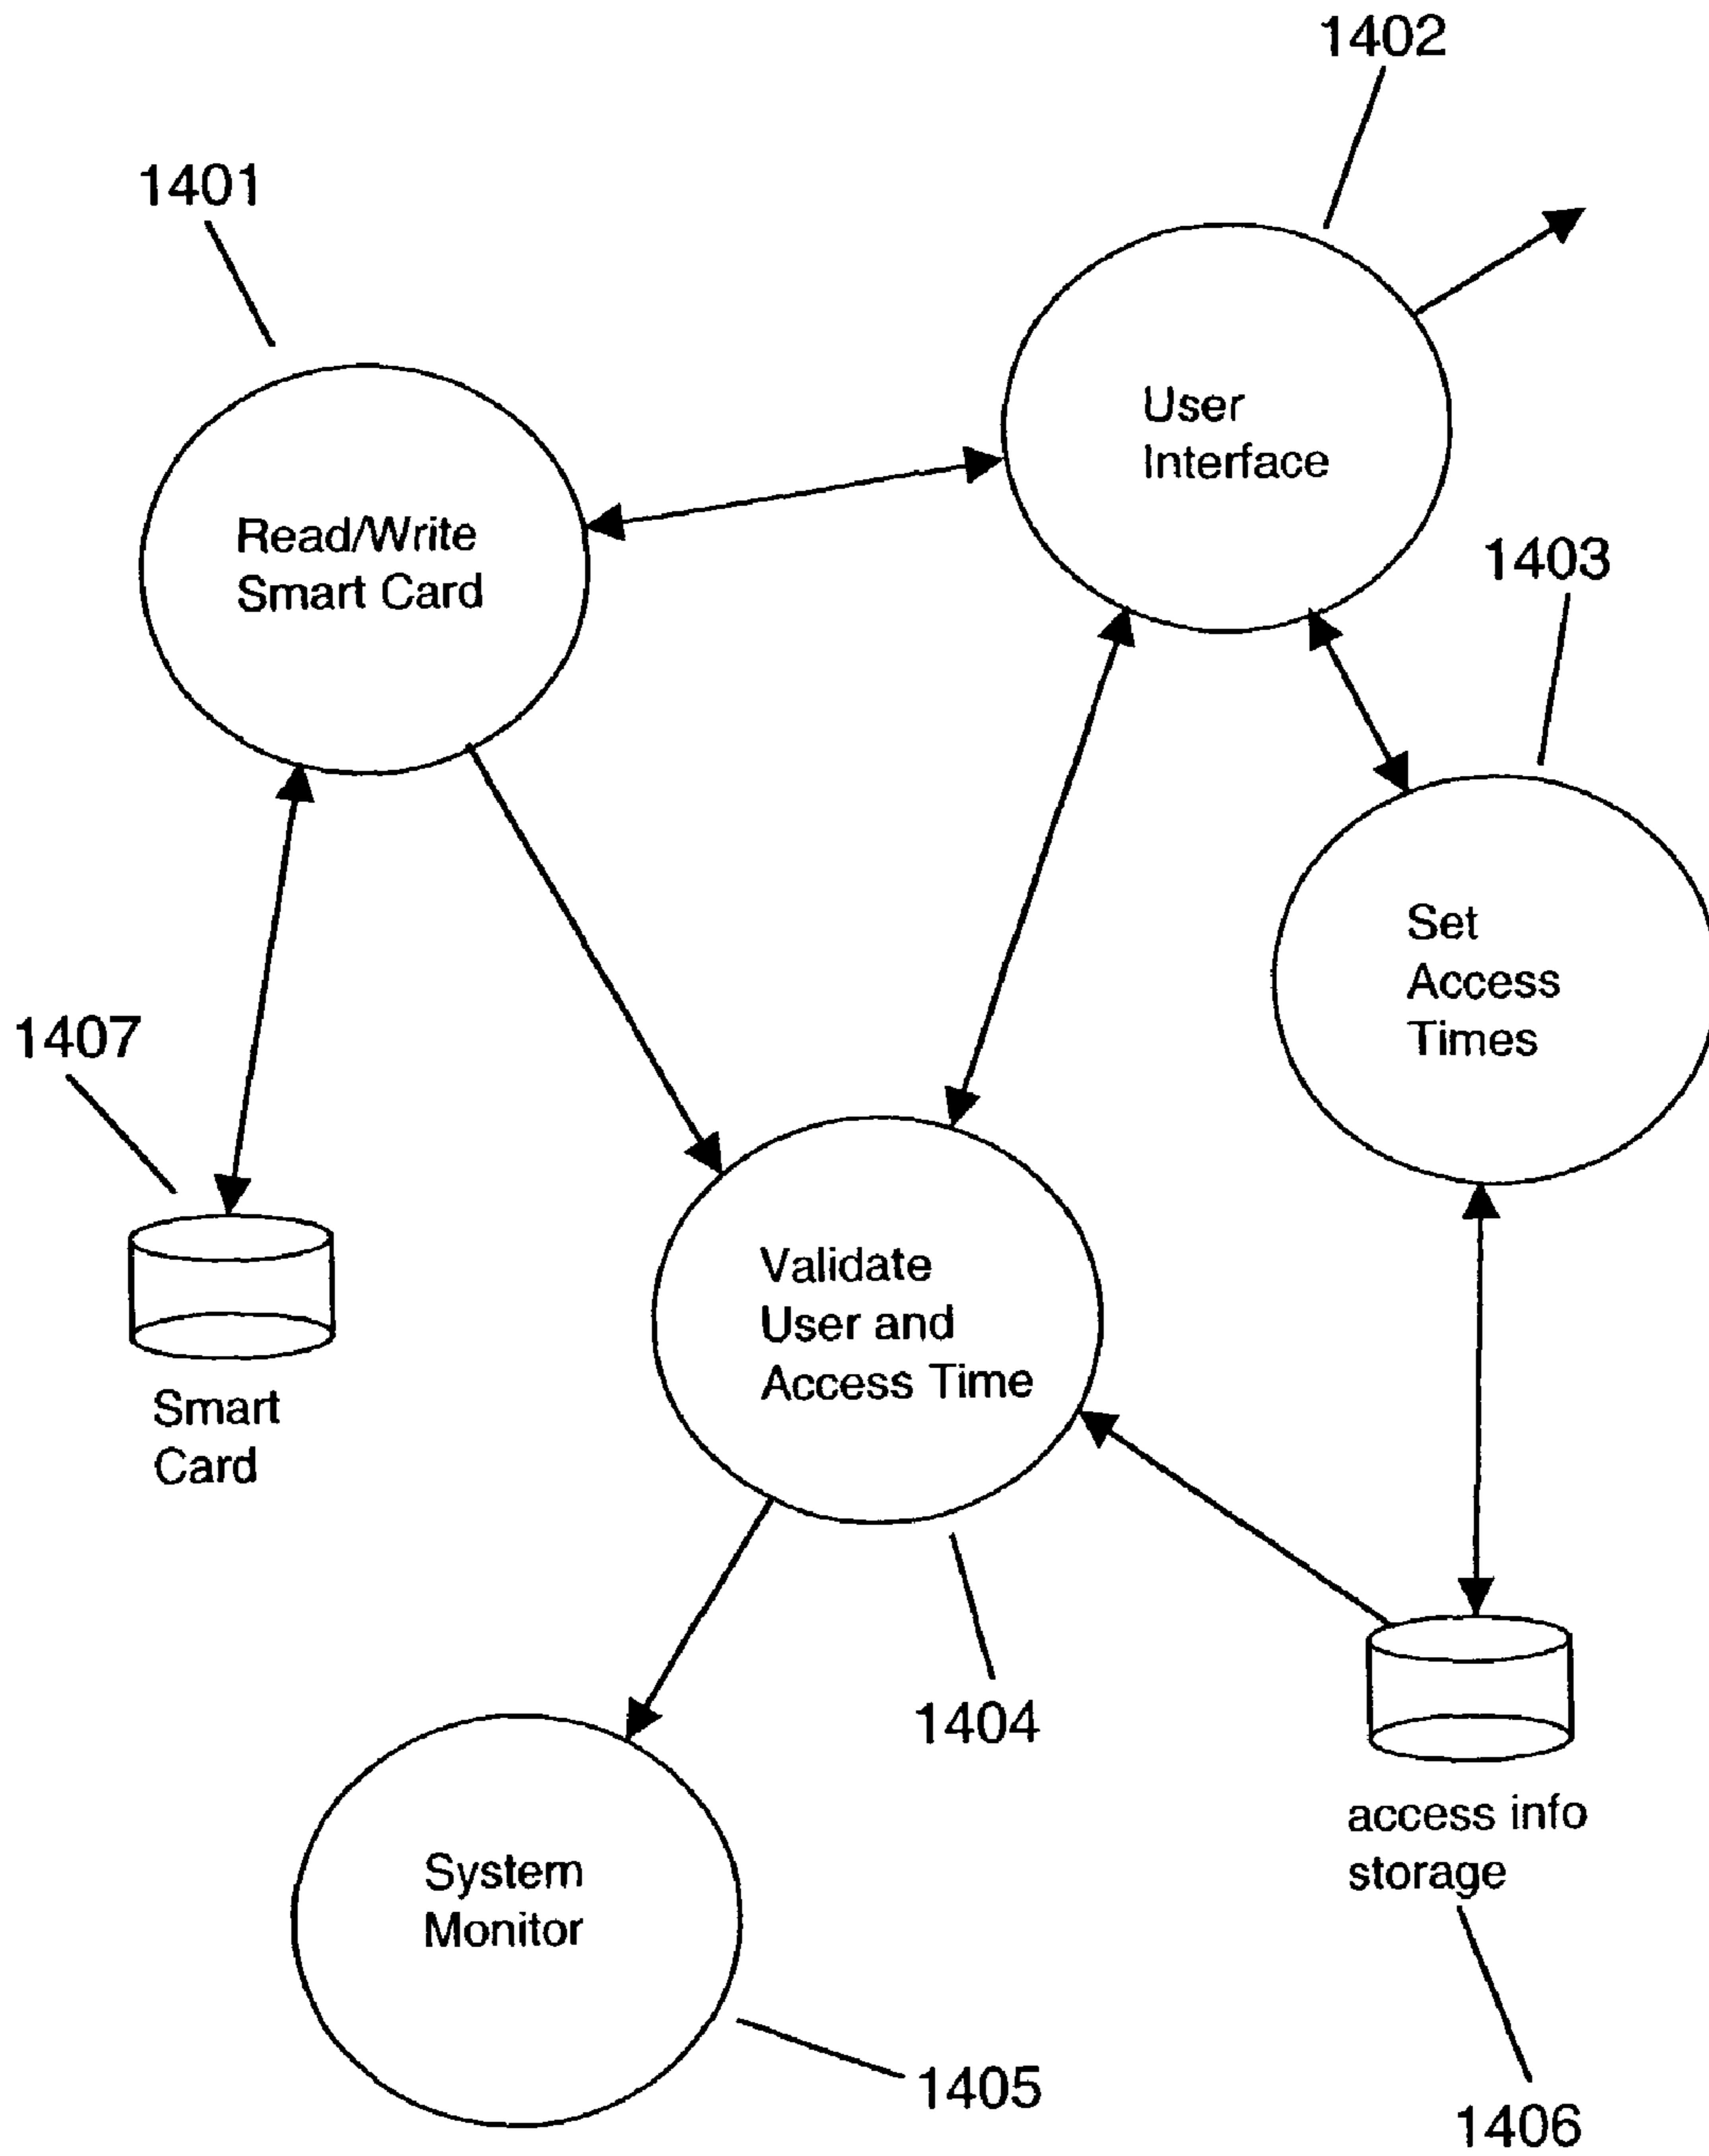 1402
1401
User
Interface
Read/Write
Smart Card
1403
Set
Access
Times
1407
Validate
User and
Access Time
Smart
Card
1404
access info
storage
System
Monitor
1405
1406